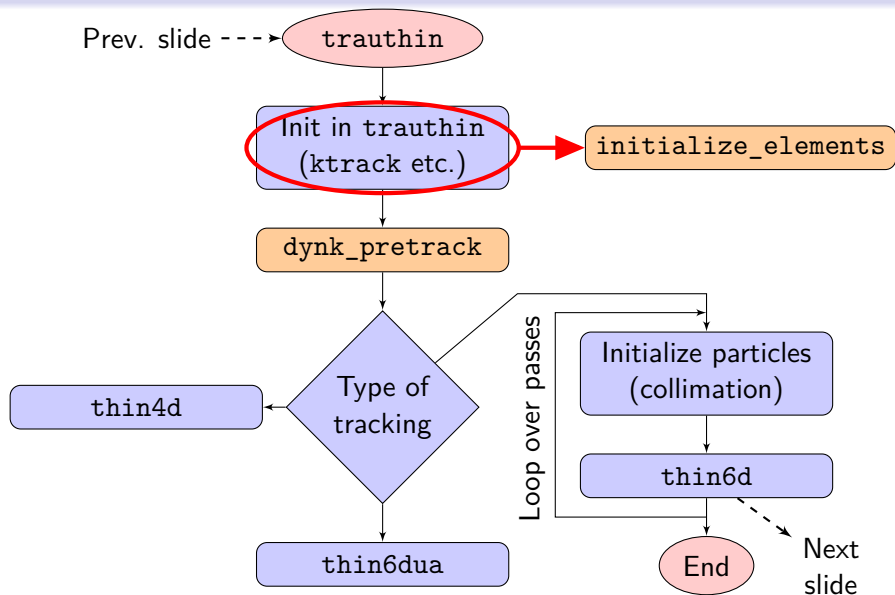 Prev. slide
trauthin
Init in trauthin
(ktrack etc.)
initialize_elements
dynk_pretrack
Type of
tracking
thin4d
thin6dua
Loop over passes
Initialize particles
(collimation)
thin6d
End
Next
slide